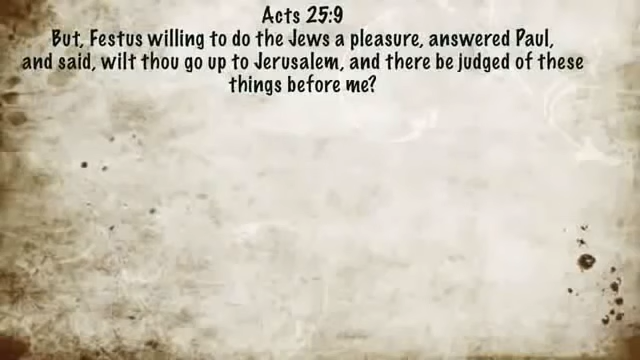 Acts 25:9
But, Festus willing to do the Jews a pleasure, answered Paul,
and said, wilt thou go up to Jerusalem, and there be judged of these
things before me?